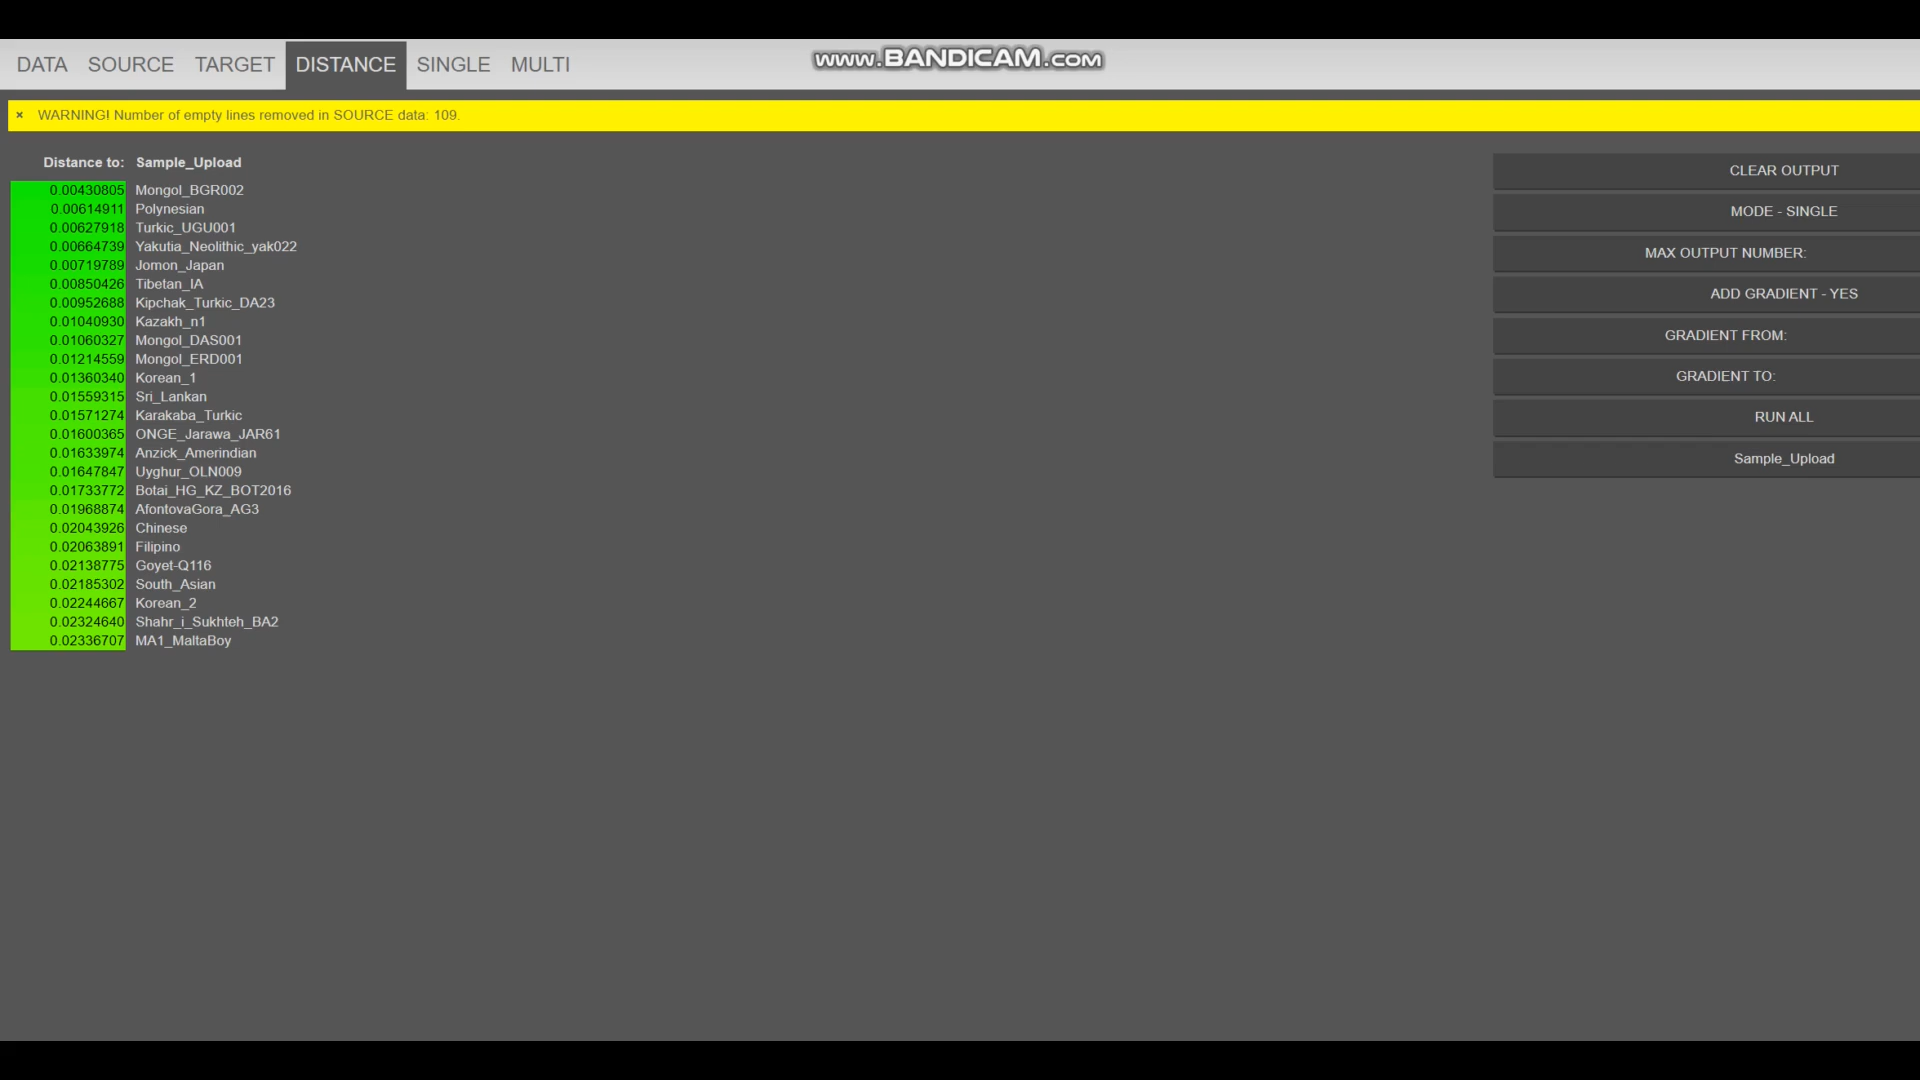 www.BANDICAM.com
DATA SOURCE TARGET DISTANCE SINGLE MULTI
× WARNING! Number of empty lines removed in SOURCE data: 109.
Distance to: Sample_Upload
0.00430805 Mongol_BGR002
0.00614911 Polynesian
0.00627918 Turkic_UGU001
0.00664739 Yakutia_Neolithic_yak022
0.00719789 Jomon_Japan
0.00850426 Tibetan_IA
0.00952688 Kipchak_Turkic_DA23
0.01040930 Kazakh_n1
0.01060327 Mongol_DAS001
0.01214559 Mongol_ERD001
0.01360340 Korean_1
0.01559315 Sri_Lankan
0.01571274 Karakaba_Turkic
0.01600365 ONGE_Jarawa_JAR61
0.01633974 Anzick_Amerindian
0.01647847 Uyghur_OLN009
0.01733772 Botai_HG_KZ_BOT2016
0.01968874 AfontovaGora_AG3
0.02043926 Chinese
0.02063891 Filipino
0.02138775 Goyet-Q116
0.02185302 South_Asian
0.02244667 Korean_2
0.02324640 Shahr_i_Sukhteh_BA2
0.02336707 MA1_MaltaBoy
CLEAR OUTPUT
MODE - SINGLE
MAX OUTPUT NUMBER:
ADD GRADIENT - YES
GRADIENT FROM:
GRADIENT TO:
RUN ALL
Sample_Upload